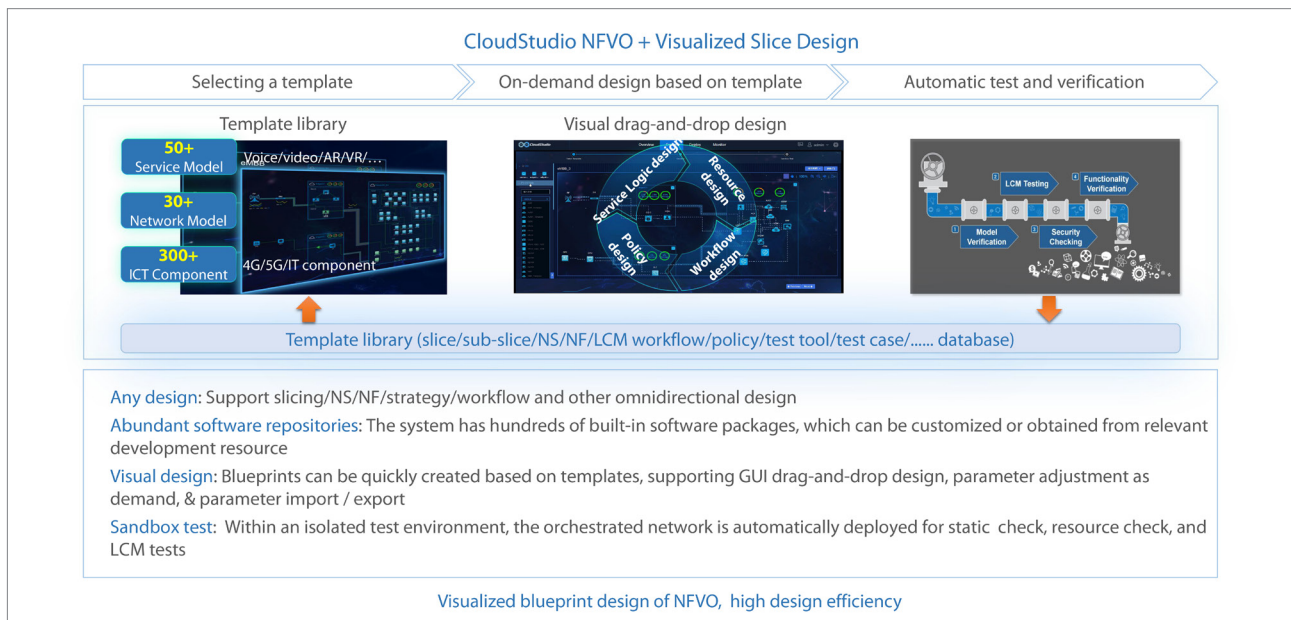 CloudStudio NFVO + Visualized Slice Design
Selecting a template
On-demand design based on template
Automatic test and verification
Template library
50+
Service Model
30+
Network Model
300+
ICT Component
Voice/video/AR/VR/...
4G/5G/IT component
Visual drag-and-drop design
CloudStudio
Service Logic design
Resource design
Policy design
Workflow design
2 LCM Testing
4 Functionality
Verification
1 Model
Verification
3 Security
Checking
Template library (slice/sub-slice/NS/NF/LCM workflow/policy/test tool/test case/...... database)
Any design: Support slicing/NS/NF/strategy/workflow and other omnidirectional design
Abundant software repositories: The system has hundreds of built-in software packages, which can be customized or obtained from relevant
development resource
Visual design: Blueprints can be quickly created based on templates, supporting GUI drag-and-drop design, parameter adjustment as
demand, & parameter import / export
Sandbox test: Within an isolated test environment, the orchestrated network is automatically deployed for static check, resource check, and
LCM tests
Visualized blueprint design of NFVO, high design efficiency